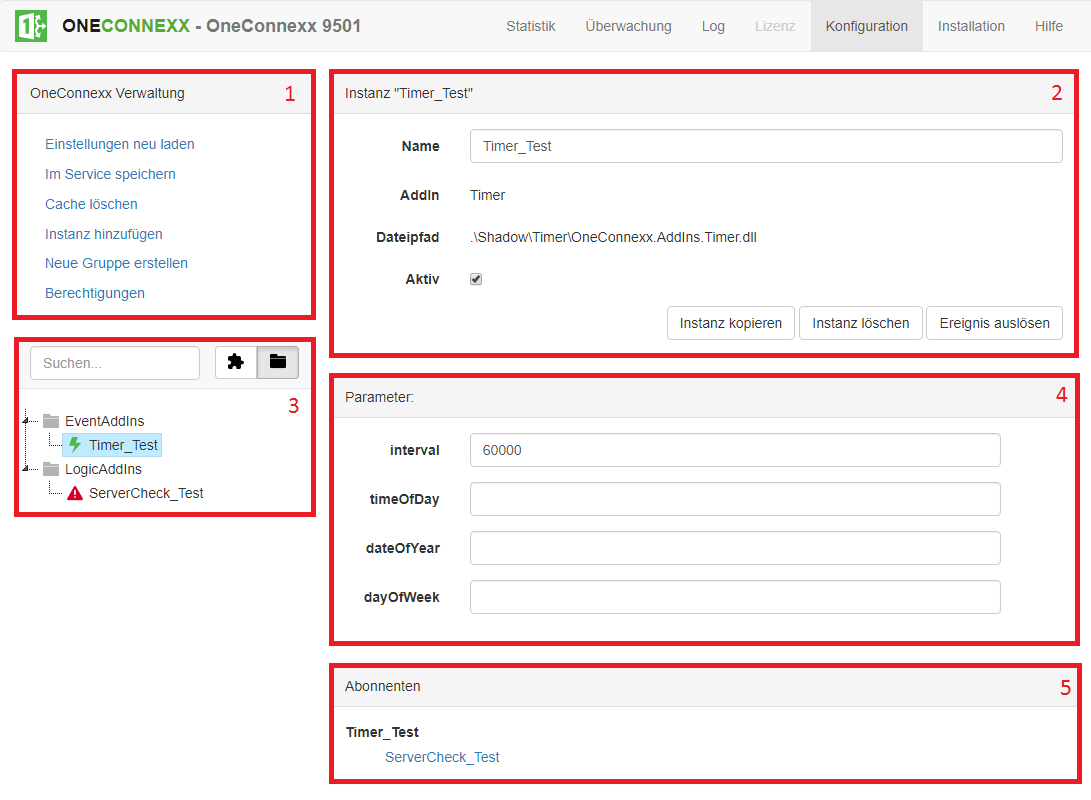 ONECONNEXX - OneConnexx 9501
Statistik Überwachung Log Lizenz Konfiguration Installation Hilfe
OneConnexx Verwaltung 1
Einstellungen neu laden
Im Service speichern
Cache löschen
Instanz hinzufügen
Neue Gruppe erstellen
Berechtigungen
Instanz "Timer_Test" 2
Name Timer_Test
AddIn Timer
Dateipfad .\Shadow\Timer\OneConnexx.AddIns.Timer.dll
Aktiv
Instanz kopieren Instanz löschen Ereignis auslösen
Suchen...
3
EventAddIns
Timer_Test
LogicAddIns
ServerCheck_Test
Parameter: 4
interval 60000
timeOfDay
dateOfYear
dayOfWeek
Abonnenten 5
Timer_Test
ServerCheck_Test